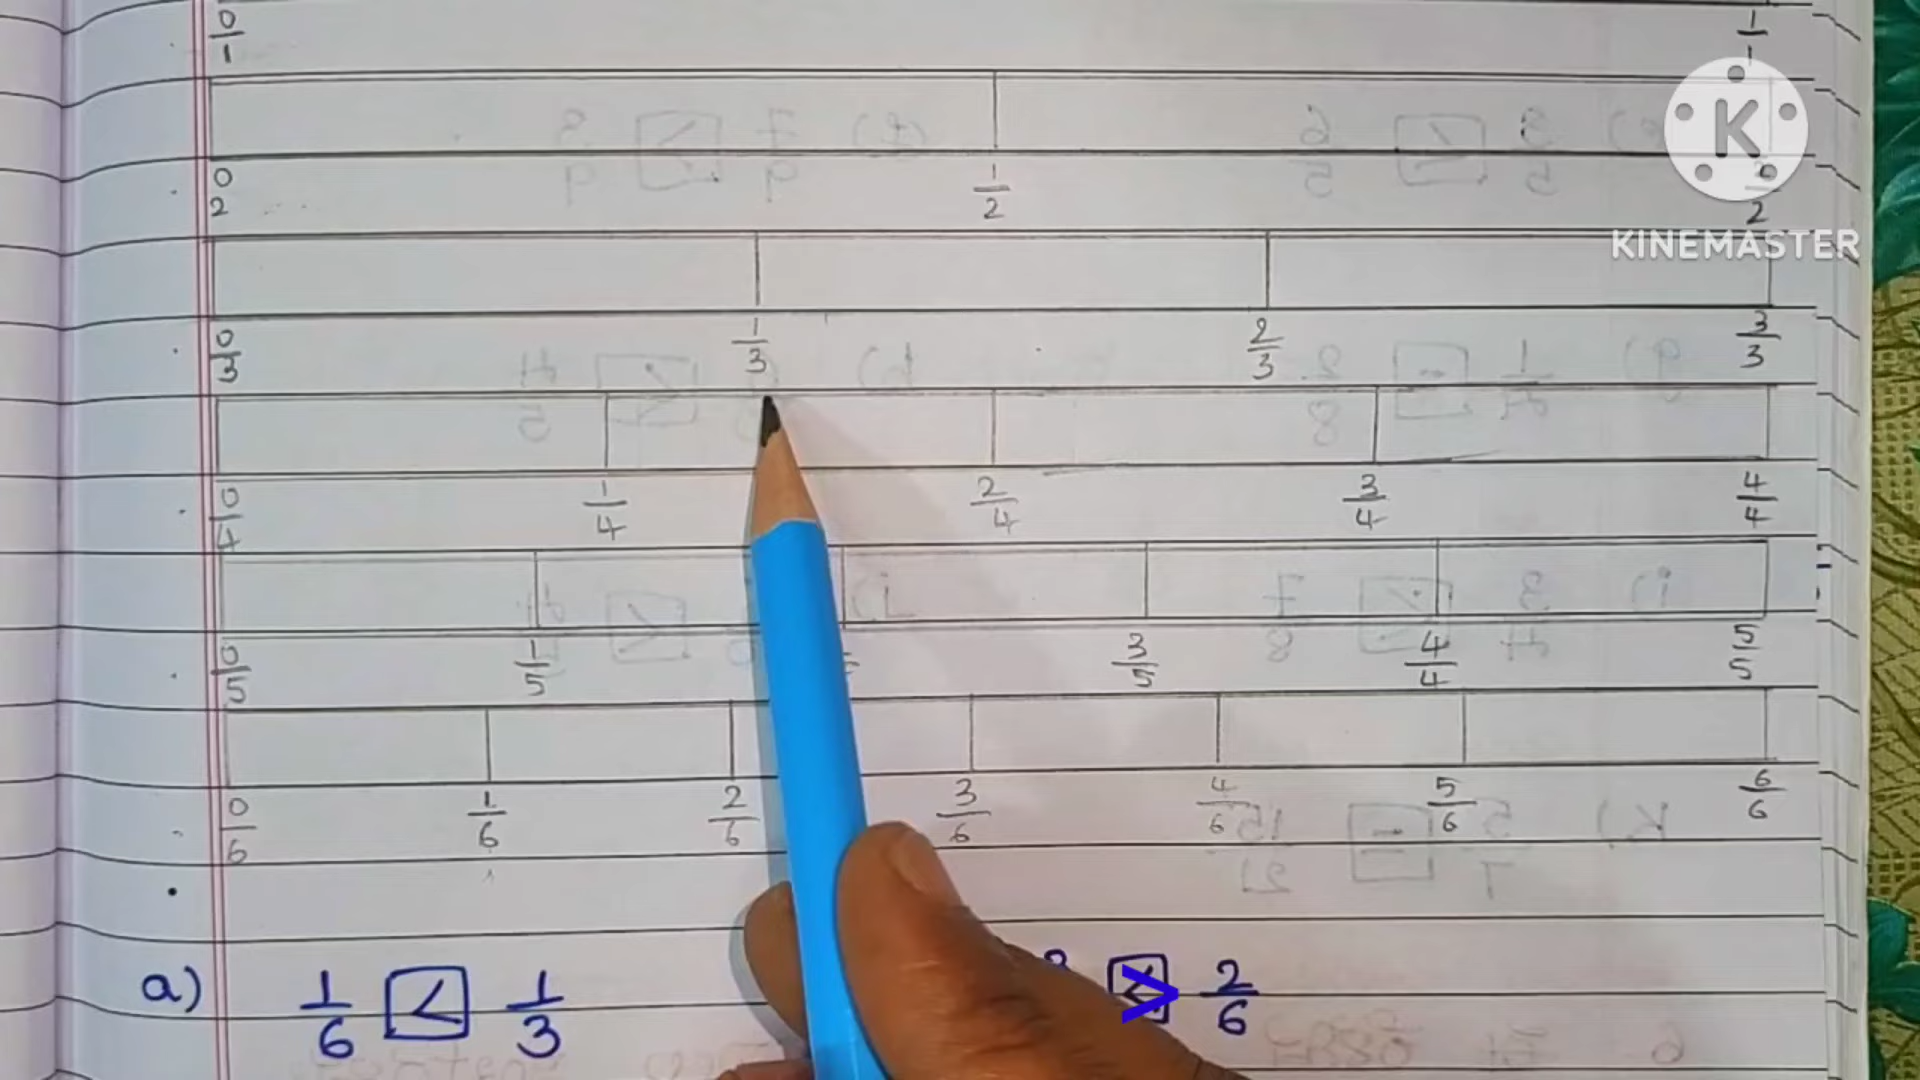 0/1 1/1
K
0/2 1/2 2
KINEMASTER
0/3 1/3 2/3 3/3
0/4 1/4 2/4 3/4 4/4
0/5 1/5 3/5 4/4 5/5
0/6 1/6 2/6 3/6 4/6 5/6 6/6
a) 1/6 < 1/3 > 2/6